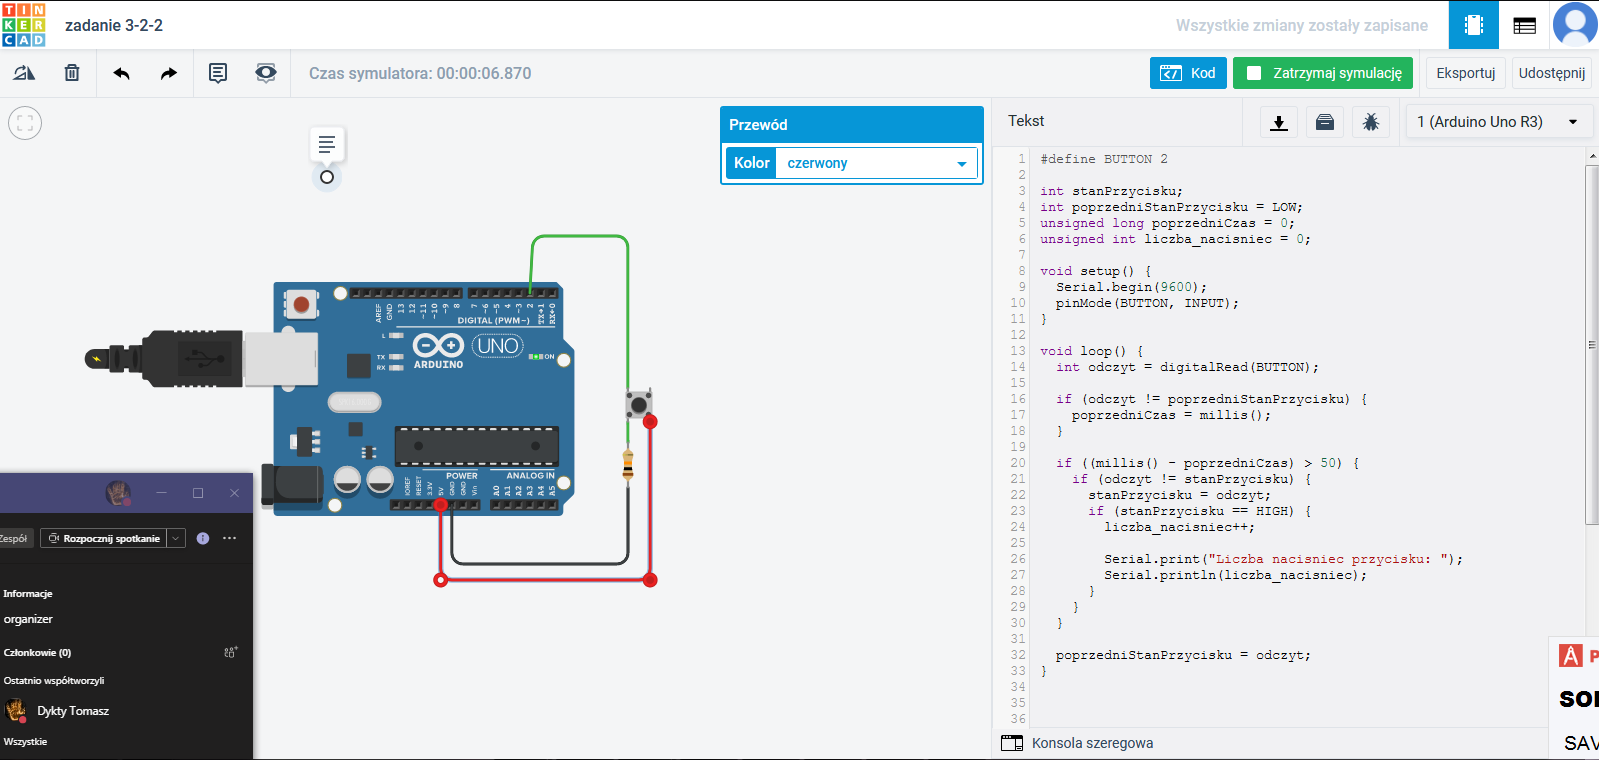 TIN
KER
CAD
zadanie 3-2-2
Wszystkie zmiany zostały zapisane
Czas symulatora: 00:00:06.870
Kod
Zatrzymaj symulację
Eksportuj
Udostępnij
Przewód
Kolor
czerwony
Tekst
1 (Arduino Uno R3)
1 #define BUTTON 2
2
3 int stanPrzycisku;
4 int poprzedniStanPrzycisku = LOW;
5 unsigned long poprzedniCzas = 0;
6 unsigned int liczba_nacisniec = 0;
7
8 void setup() {
9 Serial.begin(9600);
10 pinMode(BUTTON, INPUT);
11 }
12
13 void loop() {
14 int odczyt = digitalRead(BUTTON);
15
16 if (odczyt != poprzedniStanPrzycisku) {
17 poprzedniCzas = millis();
18 }
19
20 if ((millis() - poprzedniCzas) > 50) {
21 if (odczyt != stanPrzycisku) {
22 stanPrzycisku = odczyt;
23 if (stanPrzycisku == HIGH) {
24 liczba_nacisniec++;
25
26 Serial.print("Liczba nacisniec przycisku: ");
27 Serial.println(liczba_nacisniec);
28 }
29 }
30 }
31
32 poprzedniStanPrzycisku = odczyt;
33 }
34
35
36
Konsola szeregowa
AREF
GND
13
12
~11
~10
~9
8
7
~6
~5
4
~3
2
TX→1
RX←0
DIGITAL (PWM~)
L
TX
RX
ARDUINO
UNO
ON
POWER
ANALOG IN
IOREF
RESET
3.3V
5V
GND
GND
Vin
A0
A1
A2
A3
A4
A5
Zespół
Rozpocznij spotkanie
Informacje
organizer
Członkowie (0)
Ostatnio współtworzyli
Dykty Tomasz
Wszystkie
P
SAV